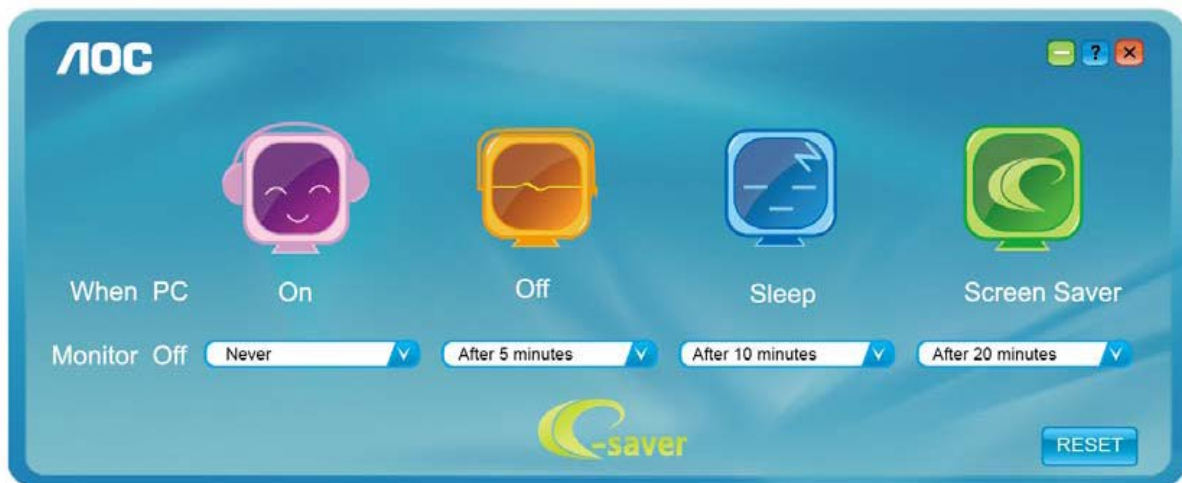 AOC
?
When PC On Off Sleep Screen Saver
Monitor Off Never After 5 minutes After 10 minutes After 20 minutes
e-saver
RESET